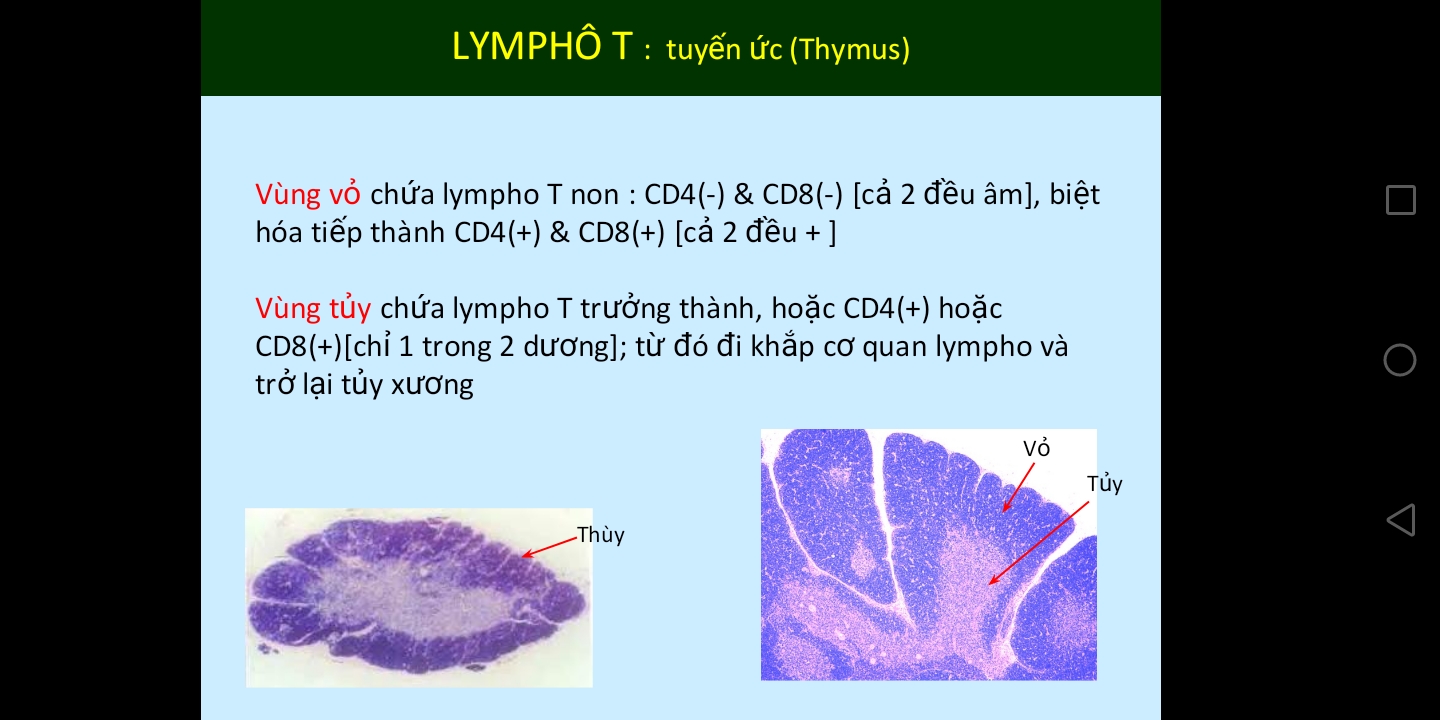 LYMPHÔ T : tuyến ức (Thymus)
Vùng vỏ chứa lympho T non : CD4(-) & CD8(-) [cả 2 đều âm], biệt
hóa tiếp thành CD4(+) & CD8(+) [cả 2 đều + ]
Vùng tủy chứa lympho T trưởng thành, hoặc CD4(+) hoặc
CD8(+)[chỉ 1 trong 2 dương]; từ đó đi khắp cơ quan lympho và
trở lại tủy xương
Vỏ
Tủy
Thùy